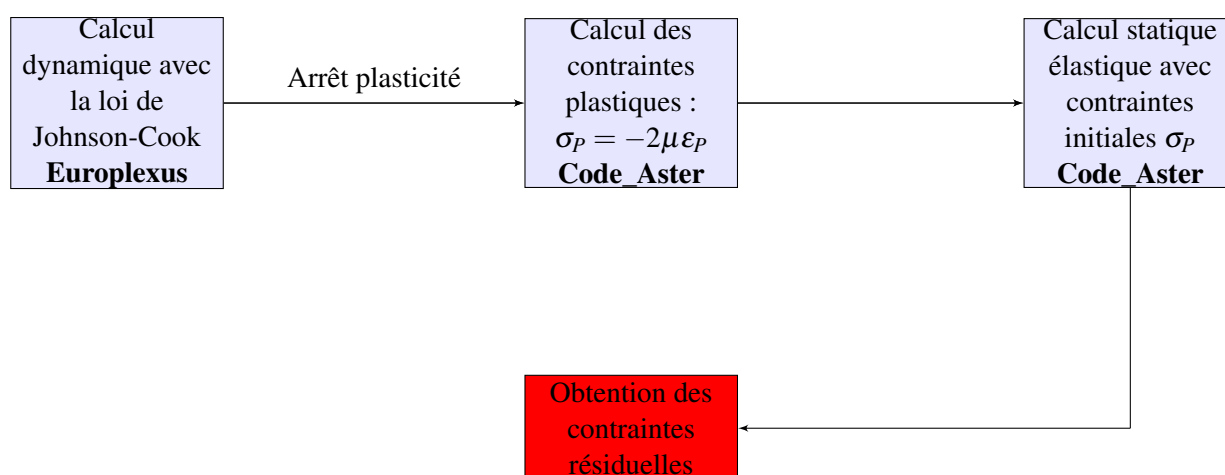 Calcul
dynamique avec
la loi de
Johnson-Cook
Europlexus
Arrêt plasticité
Calcul des
contraintes
plastiques :
σ_P = −2με_P
Code_Aster
Calcul statique
élastique avec
contraintes
initiales σ_P
Code_Aster
Obtention des
contraintes
résiduelles